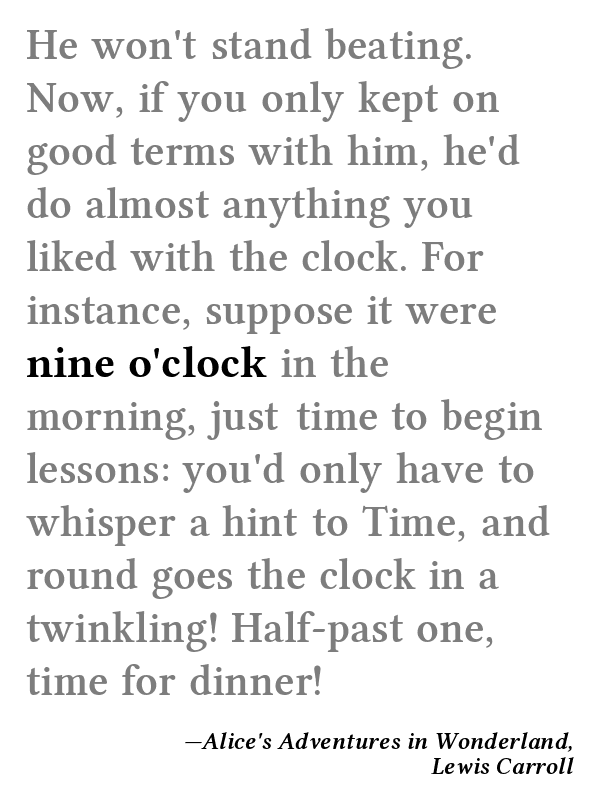 He won't stand beating.
Now, if you only kept on
good terms with him, he'd
do almost anything you
liked with the clock. For
instance, suppose it were
nine o'clock in the
morning, just time to begin
lessons: you'd only have to
whisper a hint to Time, and
round goes the clock in a
twinkling! Half-past one,
time for dinner!
—Alice's Adventures in Wonderland,
Lewis Carroll